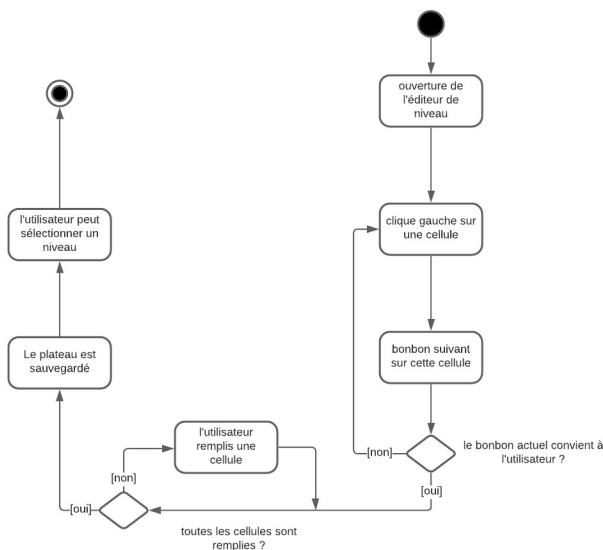 ouverture de
l'éditeur de
niveau
clique gauche sur
une cellule
bonbon suivant
sur cette cellule
[non]
le bonbon actuel convient à
l'utilisateur ?
[oui]
l'utilisateur
remplis une
cellule
[non]
[oui]
toutes les cellules sont
remplies ?
Le plateau est
sauvegardé
l'utilisateur peut
sélectionner un
niveau